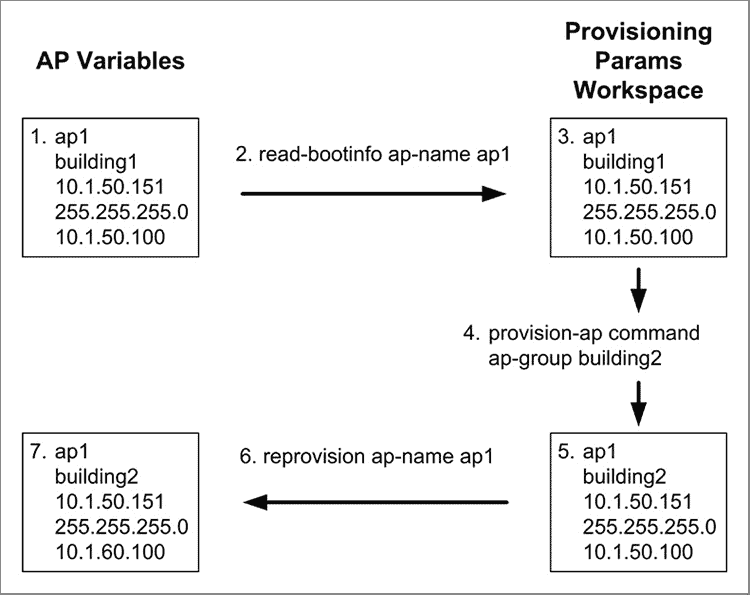 AP Variables
Provisioning
Params
Workspace
1. ap1
building1
10.1.50.151
255.255.255.0
10.1.50.100
2. read-bootinfo ap-name ap1
3. ap1
building1
10.1.50.151
255.255.255.0
10.1.50.100
4. provision-ap command
ap-group building2
5. ap1
building2
10.1.50.151
255.255.255.0
10.1.50.100
6. reprovision ap-name ap1
7. ap1
building2
10.1.50.151
255.255.255.0
10.1.60.100